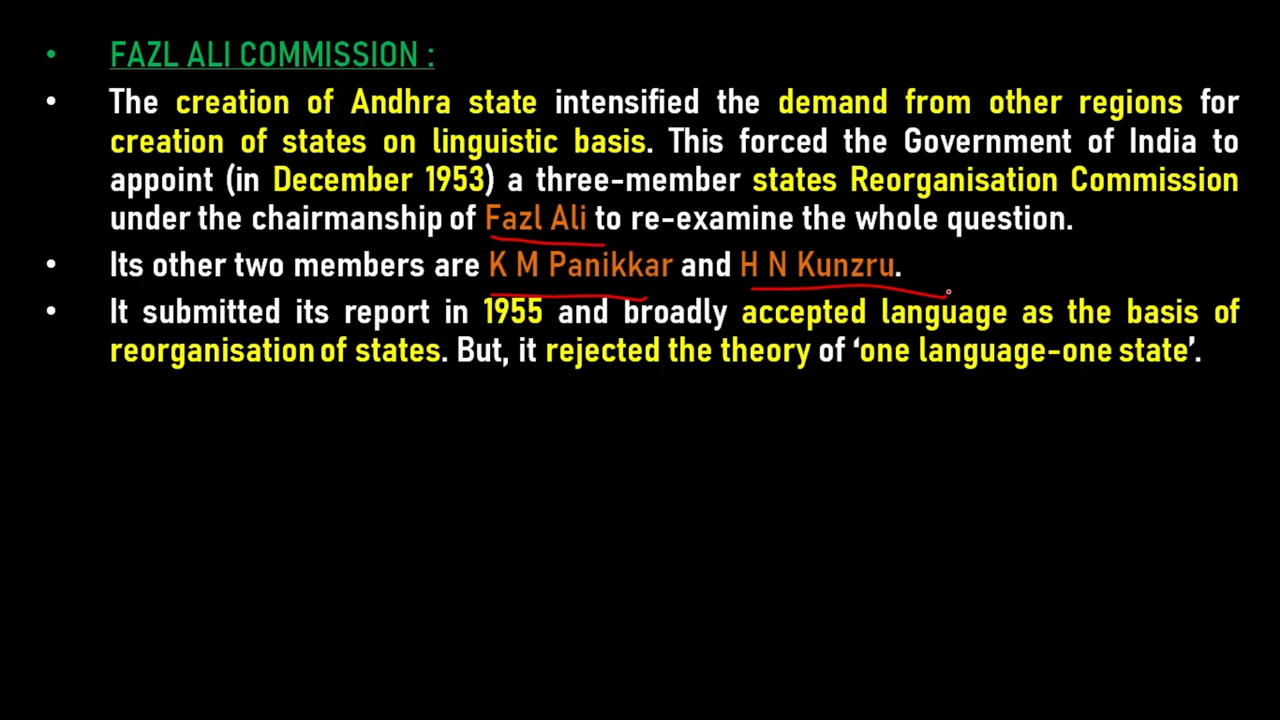 • FAZL ALI COMMISSION :
• The creation of Andhra state intensified the demand from other regions for
creation of states on linguistic basis. This forced the Government of India to
appoint (in December 1953) a three-member states Reorganisation Commission
under the chairmanship of Fazl Ali to re-examine the whole question.
• Its other two members are K M Panikkar and H N Kunzru.
• It submitted its report in 1955 and broadly accepted language as the basis of
reorganisation of states. But, it rejected the theory of ‘one language-one state’.